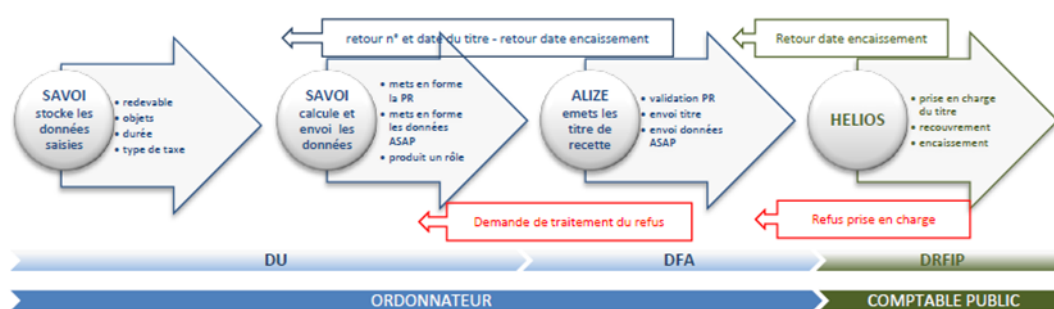 retour n° et date du titre - retour date encaissement
Retour date encaissement
SAVOI
stocke les
données
saisies
• redevable
• objets
• durée
• type de taxe
SAVOI
calcule et
envoi les
données
• mets en forme
la PR
• mets en forme
les données
ASAP
• produit un rôle
ALIZE
emets les
titre de
recette
• validation PR
• envoi titre
• envoi données
ASAP
HELIOS
• prise en charge
du titre
• recouvrement
• encaissement
Demande de traitement du refus
Refus prise en charge
DU
DFA
DRFIP
ORDONNATEUR
COMPTABLE PUBLIC